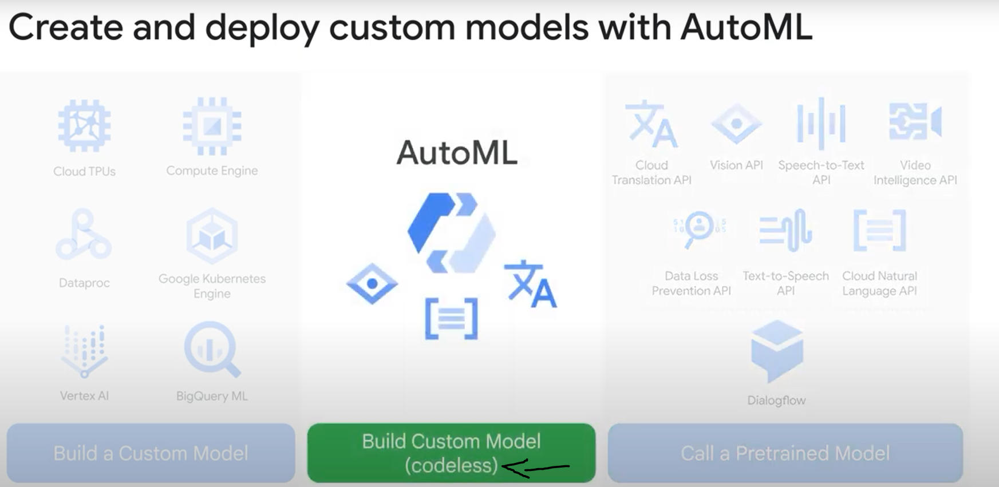 Create and deploy custom models with AutoML
Cloud TPUs
Compute Engine
Dataproc
Google Kubernetes
Engine
Vertex AI
BigQuery ML
Build a Custom Model
AutoML
Build Custom Model
(codeless)
Cloud
Translation API
Vision API
Speech-to-Text
API
Video
Intelligence API
Data Loss
Prevention API
Text-to-Speech
API
Cloud Natural
Language API
Dialogflow
Call a Pretrained Model